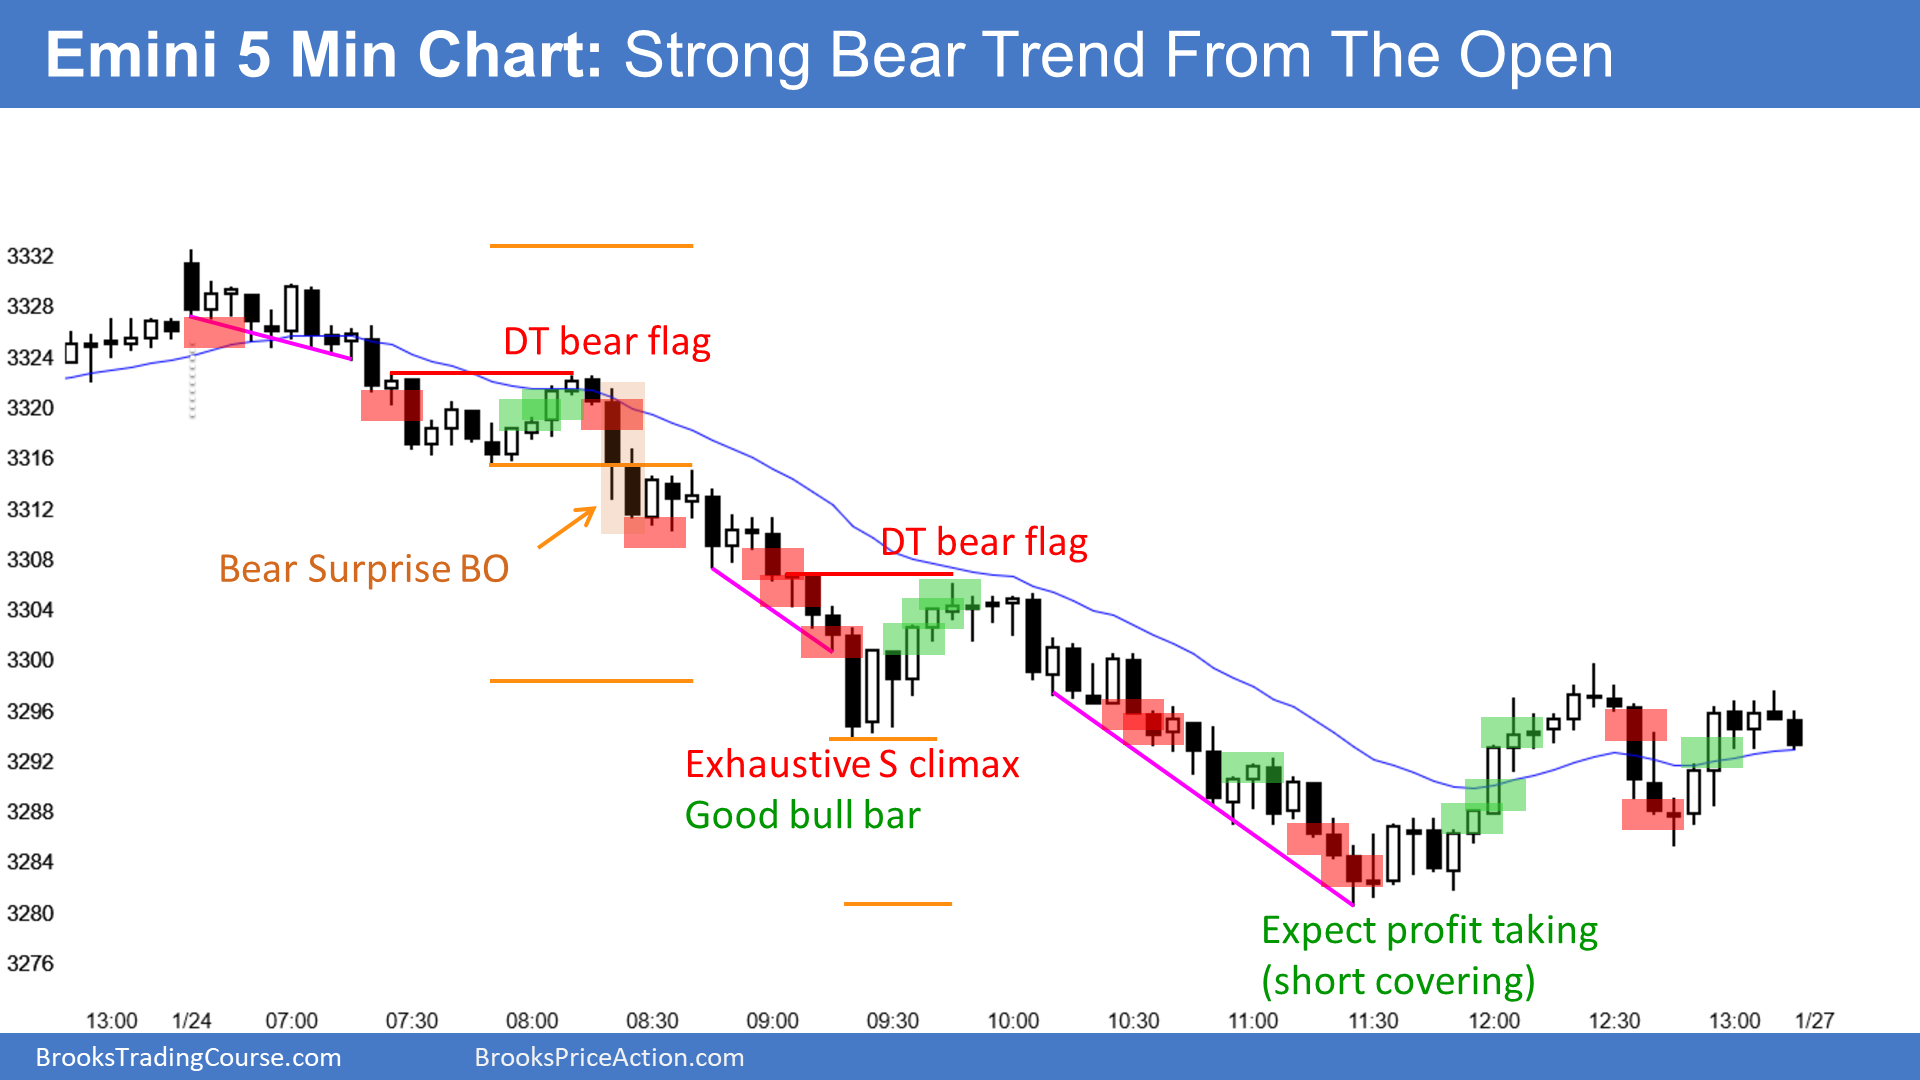 Emini 5 Min Chart: Strong Bear Trend From The Open
3332
3328
3324
3320
3316
3312
3308
3304
3300
3296
3292
3288
3284
3280
3276
DT bear flag
Bear Surprise BO
DT bear flag
Exhaustive S climax
Good bull bar
Expect profit taking
(short covering)
13:00 1/24 07:00 07:30 08:00 08:30 09:00 09:30 10:00 10:30 11:00 11:30 12:00 12:30 13:00 1/27
BrooksTradingCourse.com BrooksPriceAction.com